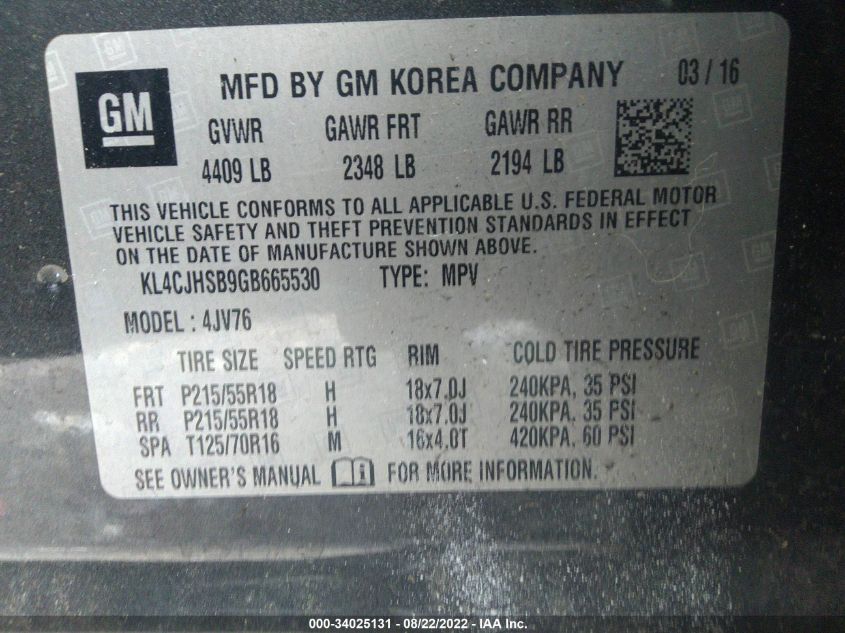 GM
MFD BY GM KOREA COMPANY 03 / 16
GVWR GAWR FRT GAWR RR
4409 LB 2348 LB 2194 LB
THIS VEHICLE CONFORMS TO ALL APPLICABLE U.S. FEDERAL MOTOR
VEHICLE SAFETY AND THEFT PREVENTION STANDARDS IN EFFECT
ON THE DATE OF MANUFACTURE SHOWN ABOVE.
KL4CJHSB9GB665530 TYPE: MPV
MODEL : 4JV76
TIRE SIZE SPEED RTG RIM COLD TIRE PRESSURE
FRT P215/55R18 H 18x7.0J 240KPA, 35 PSI
RR P215/55R18 H 18x7.0J 240KPA, 35 PSI
SPA T125/70R16 M 16x4.0T 420KPA, 60 PSI
SEE OWNER'S MANUAL i FOR MORE INFORMATION.
000-34025131 - 08/22/2022 - IAA Inc.